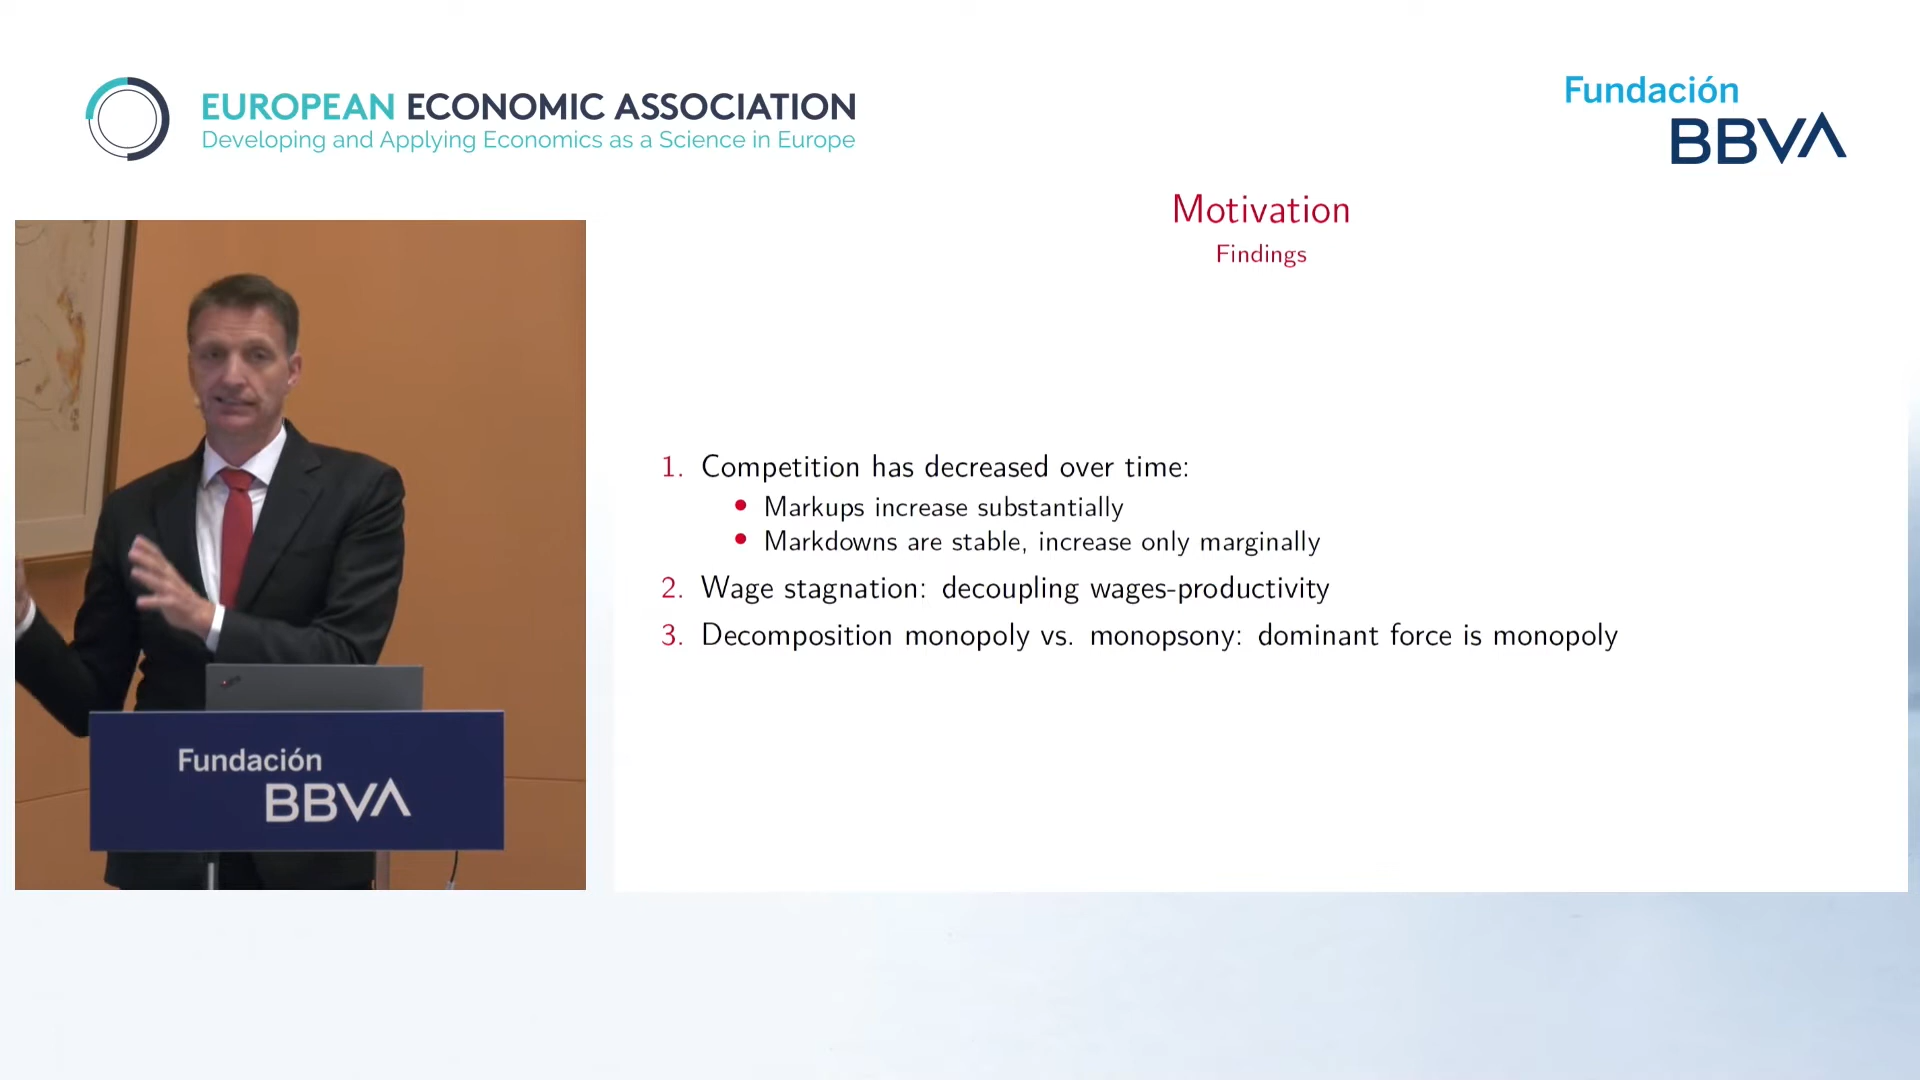 EUROPEAN ECONOMIC ASSOCIATION
Developing and Applying Economics as a Science in Europe
Fundación
BBVA
Motivation
Findings
1. Competition has decreased over time:
• Markups increase substantially
• Markdowns are stable, increase only marginally
2. Wage stagnation: decoupling wages-productivity
3. Decomposition monopoly vs. monopsony: dominant force is monopoly
Fundación
BBVA